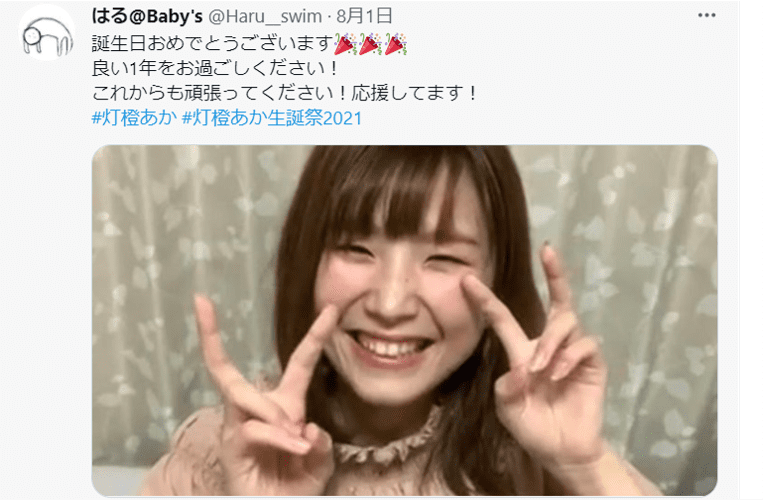 はる@Baby's @Haru__swim · 8月1日
誕生日おめでとうございます🎉🎉🎉
良い1年をお過ごしください！
これからも頑張ってください！応援してます！
#灯橙あか #灯橙あか生誕祭2021